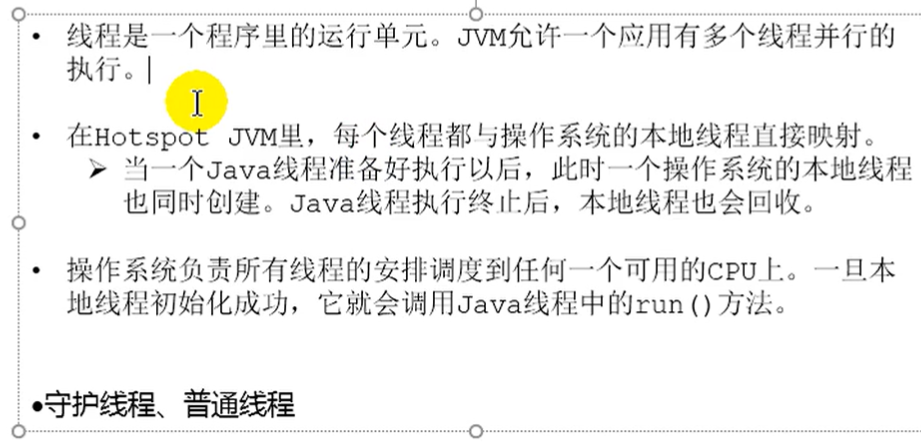 • 线程是一个程序里的运行单元。JVM允许一个应用有多个线程并行的
执行。
• 在Hotspot JVM里，每个线程都与操作系统的本地线程直接映射。
➢ 当一个Java线程准备好执行以后，此时一个操作系统的本地线程
也同时创建。Java线程执行终止后，本地线程也会回收。
• 操作系统负责所有线程的安排调度到任何一个可用的CPU上。一旦本
地线程初始化成功，它就会调用Java线程中的run()方法。
•守护线程、普通线程